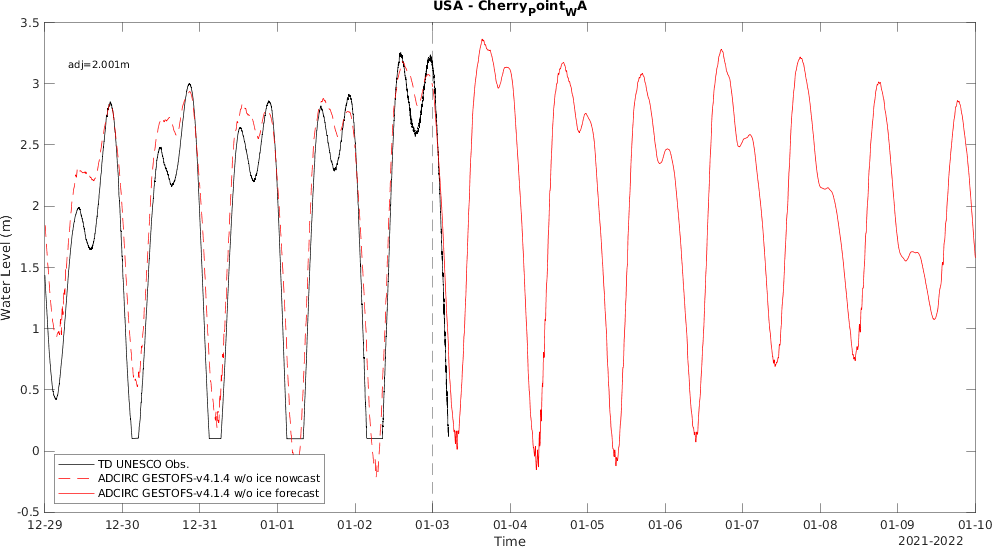 USA - CherryPointWA
adj=2.001m
3.5
3
2.5
2
1.5
1
0.5
0
-0.5
Water Level (m)
TD UNESCO Obs.
ADCIRC GESTOFS-v4.1.4 w/o ice nowcast
ADCIRC GESTOFS-v4.1.4 w/o ice forecast
12-29 12-30 12-31 01-01 01-02 01-03 01-04 01-05 01-06 01-07 01-08 01-09 01-10
Time
2021-2022